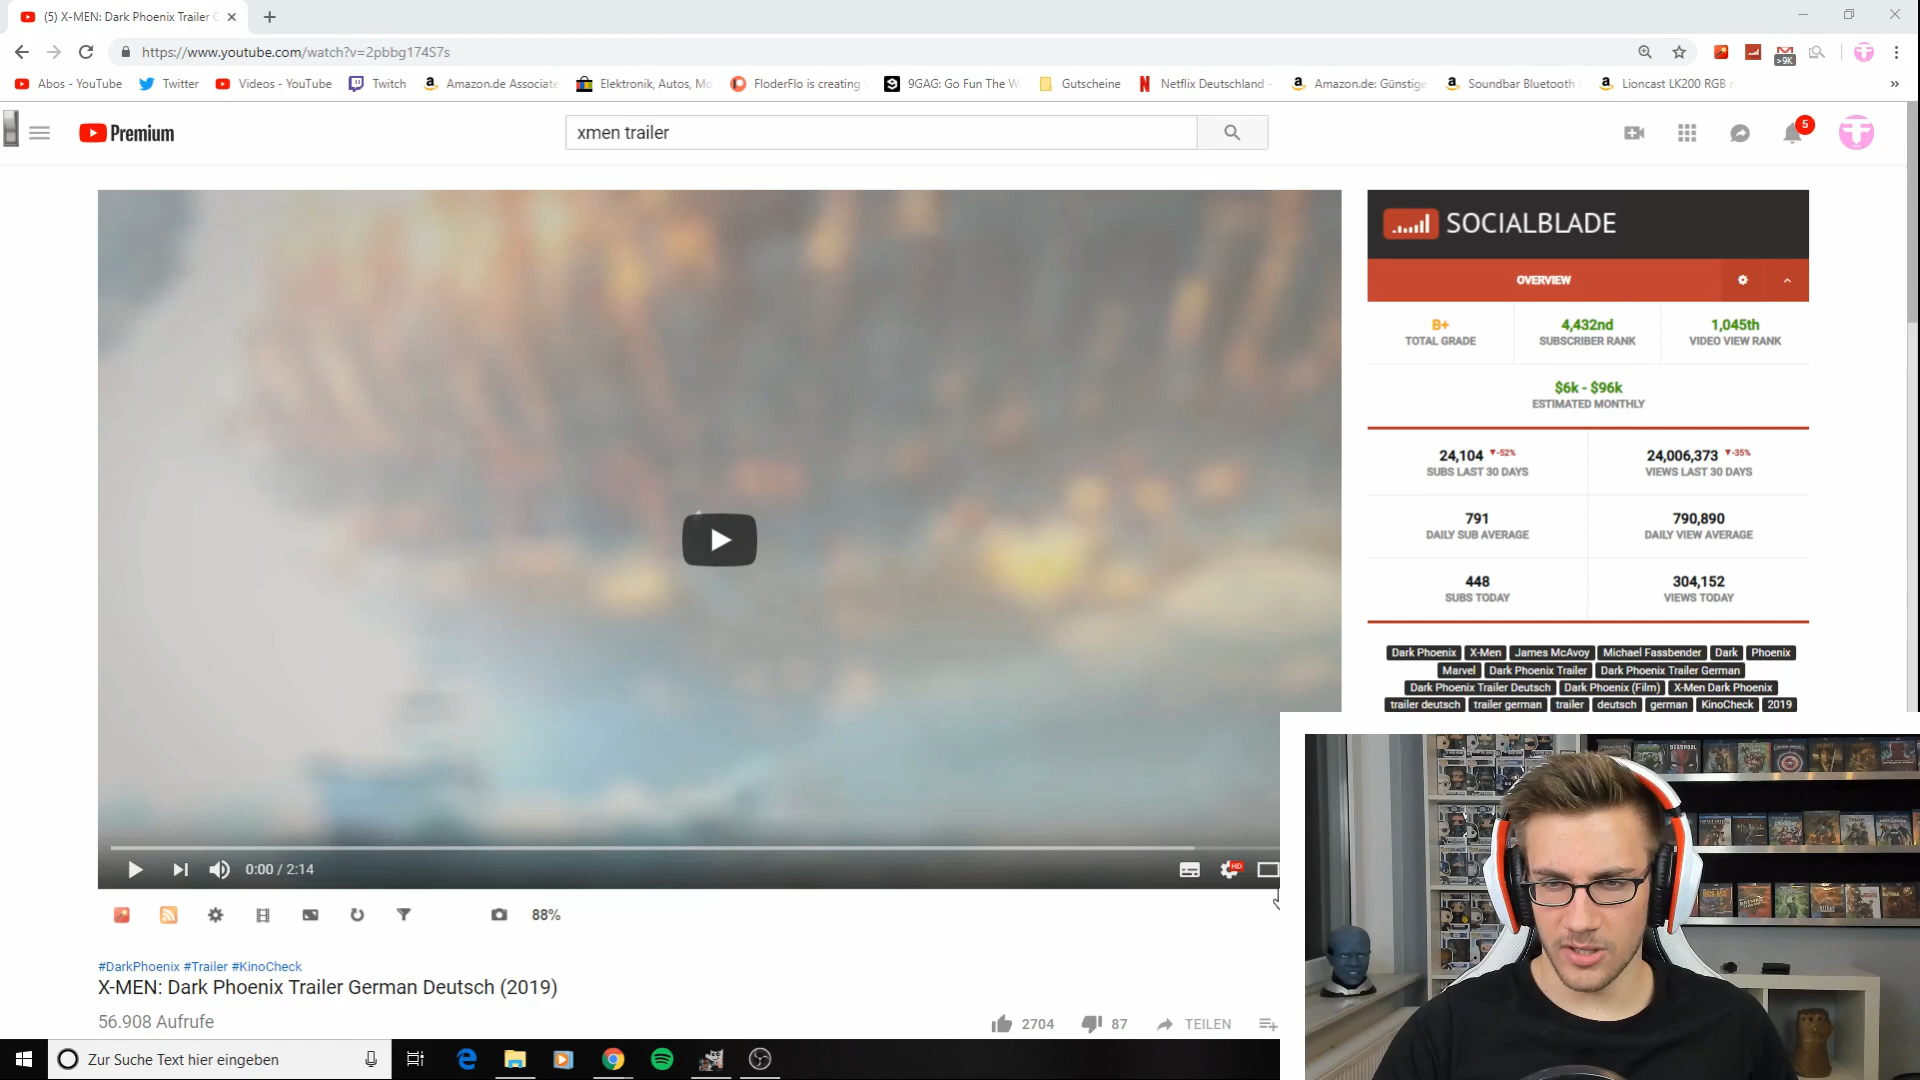 (5) X-MEN: Dark Phoenix Trailer G
https://www.youtube.com/watch?v=2pbbg174S7s
>9K
Abos - YouTube Twitter Videos - YouTube Twitch Amazon.de Associate Elektronik, Autos, Mo FloderFlo is creating 9GAG: Go Fun The W Gutscheine Netflix Deutschland - Amazon.de: Günstige Soundbar Bluetooth Lioncast LK200 RGB
Premium
xmen trailer
5
SOCIALBLADE
OVERVIEW
B+ 4,432nd 1,045th
TOTAL GRADE SUBSCRIBER RANK VIDEO VIEW RANK
$6k - $96k
ESTIMATED MONTHLY
24,104 -52% 24,006,373 -35%
SUBS LAST 30 DAYS VIEWS LAST 30 DAYS
791 790,890
DAILY SUB AVERAGE DAILY VIEW AVERAGE
448 304,152
SUBS TODAY VIEWS TODAY
Dark Phoenix X-Men James McAvoy Michael Fassbender Dark Phoenix
Marvel Dark Phoenix Trailer Dark Phoenix Trailer German
Dark Phoenix Trailer Deutsch Dark Phoenix (Film) X-Men Dark Phoenix
trailer deutsch trailer german trailer deutsch german KinoCheck 2019
DEADPOOL
0:00 / 2:14
HD
88%
#DarkPhoenix #Trailer #KinoCheck
X-MEN: Dark Phoenix Trailer German Deutsch (2019)
56.908 Aufrufe
2704 87 TEILEN
Zur Suche Text hier eingeben